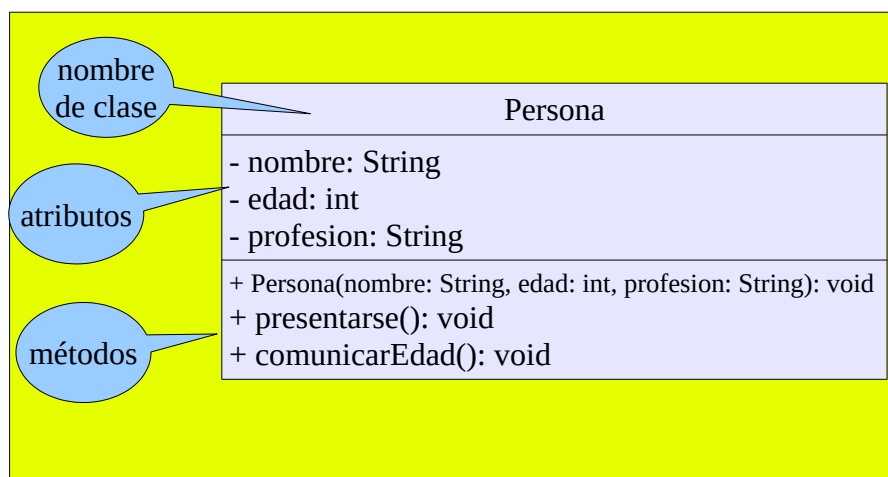 nombre
de clase
Persona
- nombre: String
- edad: int
- profesion: String
atributos
+ Persona(nombre: String, edad: int, profesion: String): void
+ presentarse(): void
+ comunicarEdad(): void
métodos